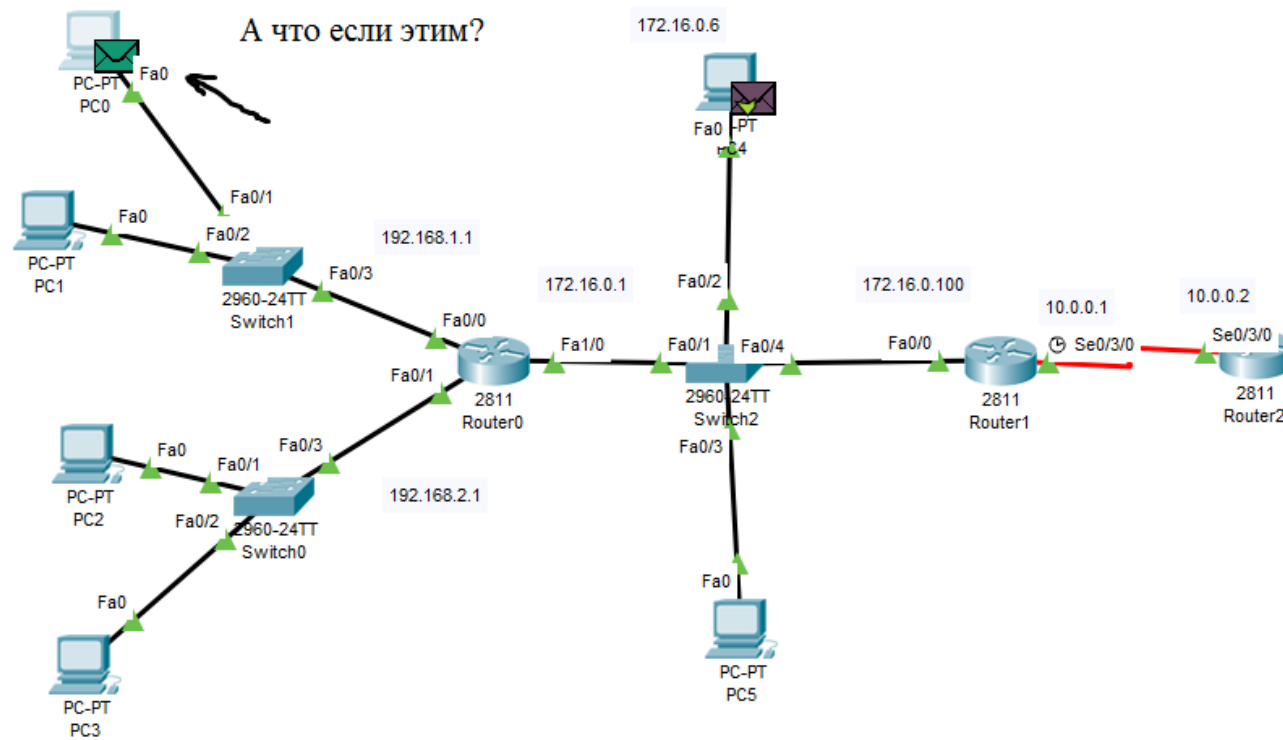 А что если этим?
172.16.0.6
Fa0
PC-PT
PC0
Fa0
-PT
Fa0/1
Fa0
Fa0/2
PC-PT
PC1
192.168.1.1
Fa0/3
2960-24TT
Switch1
172.16.0.1
Fa0/2
172.16.0.100
10.0.0.1
10.0.0.2
Fa0/0
Fa1/0
Fa0/1
Fa0/4
Fa0/0
Se0/3/0
Se0/3/0
Fa0/1
2811
Router0
2960-24TT
Switch2
2811
Router1
2811
Router2
Fa0/3
Fa0
Fa0/1
Fa0/3
PC-PT
PC2
Fa0/2
2960-24TT
Switch0
192.168.2.1
Fa0
PC-PT
PC3
Fa0
PC-PT
PC5